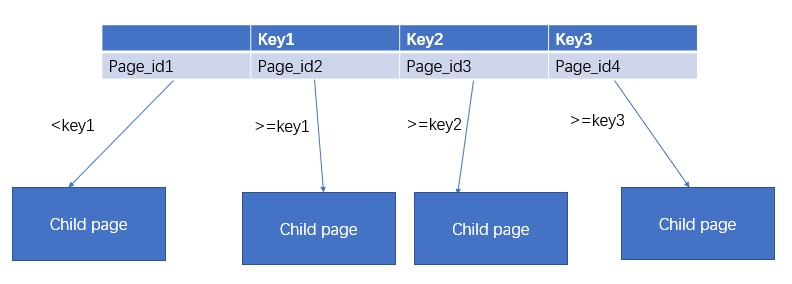 Key1 Key2 Key3
Page_id1 Page_id2 Page_id3 Page_id4
<key1 >=key1 >=key2 >=key3
Child page Child page Child page Child page